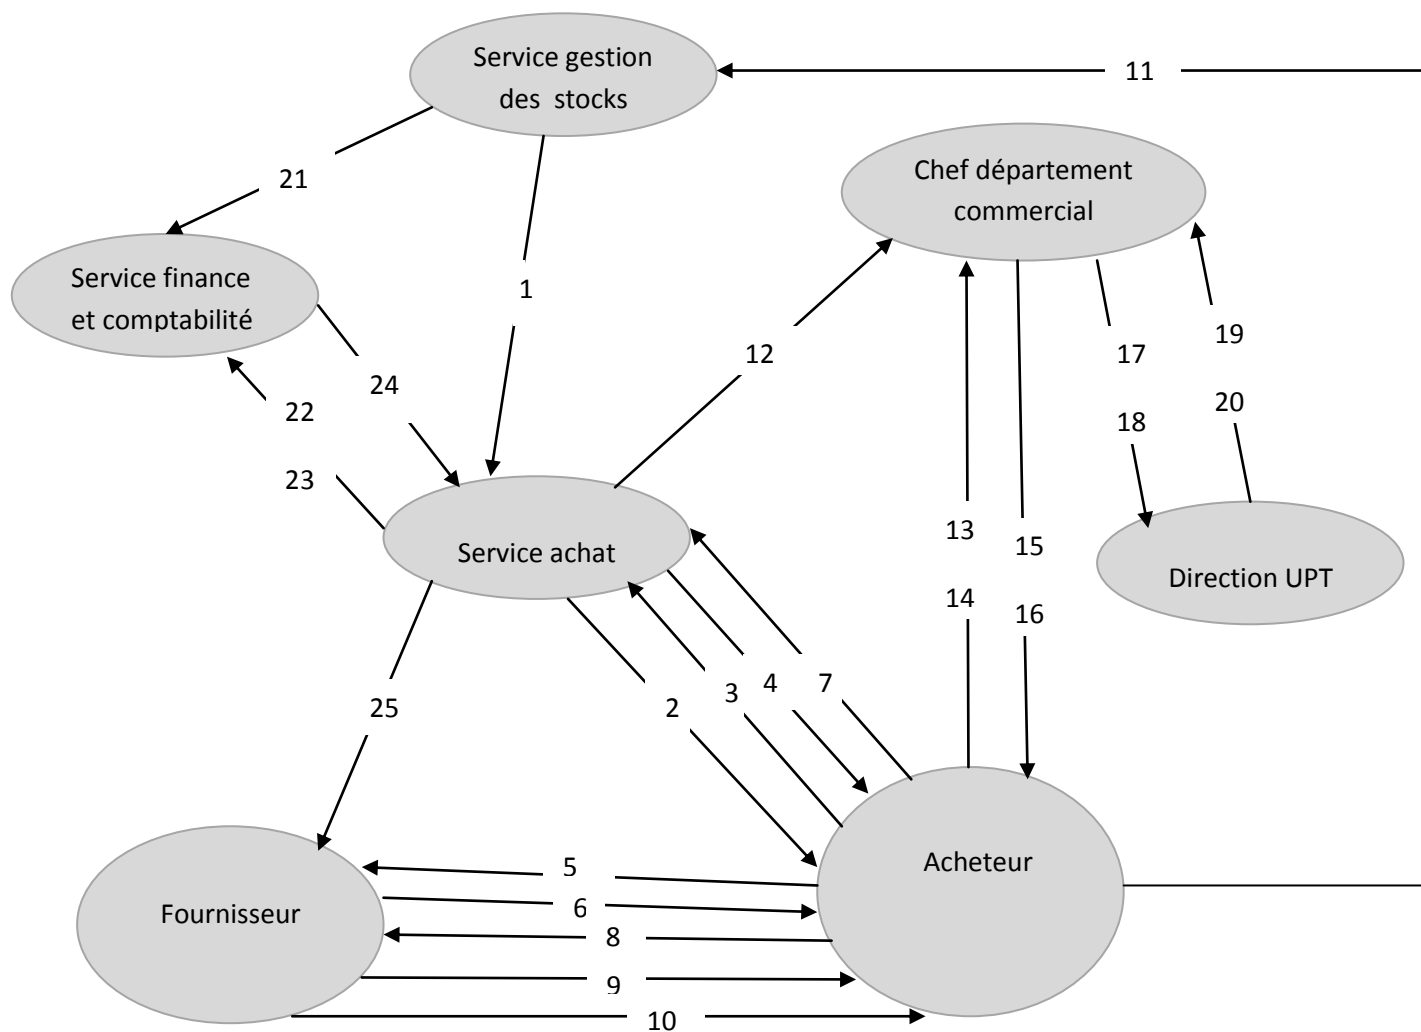 Service gestion
des stocks
11
Chef département
commercial
21
Service finance
et comptabilité
1
12
19
17
24
20
22
18
23
13
15
Service achat
Direction UPT
14
16
7
4
3
2
25
Acheteur
5
6
Fournisseur
8
9
10